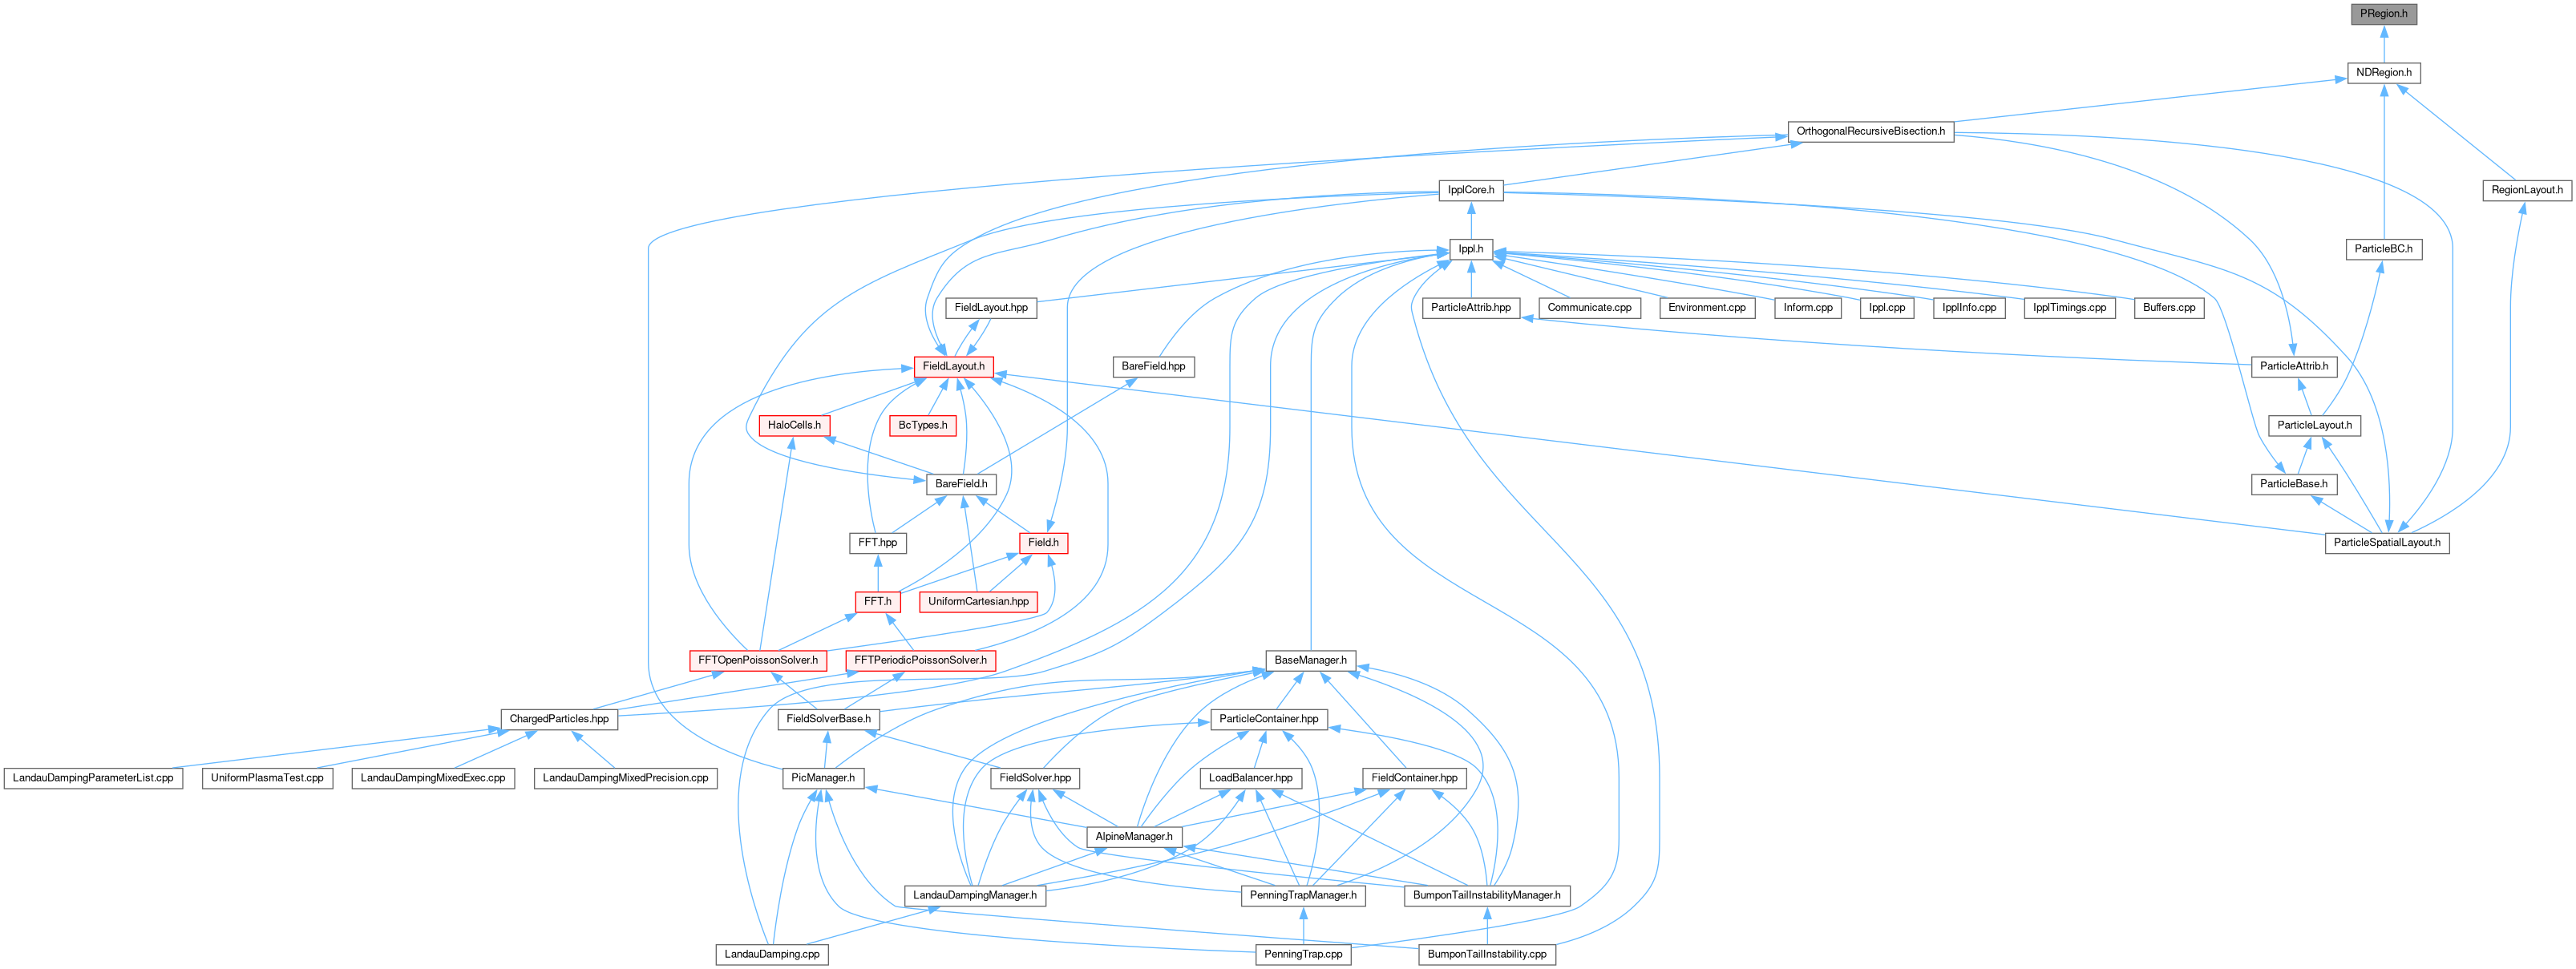 PRegion.h
NDRegion.h
OrthogonalRecursiveBisection.h
IpplCore.h
RegionLayout.h
Ippl.h
ParticleBC.h
FieldLayout.hpp
ParticleAttrib.hpp
Communicate.cpp
Environment.cpp
Inform.cpp
Ippl.cpp
IpplInfo.cpp
IpplTimings.cpp
Buffers.cpp
FieldLayout.h
BareField.hpp
ParticleAttrib.h
HaloCells.h
BcTypes.h
ParticleLayout.h
BareField.h
ParticleBase.h
FFT.hpp
Field.h
ParticleSpatialLayout.h
FFT.h
UniformCartesian.hpp
FFTOpenPoissonSolver.h
FFTPeriodicPoissonSolver.h
BaseManager.h
ChargedParticles.hpp
FieldSolverBase.h
ParticleContainer.hpp
LandauDampingParameterList.cpp
UniformPlasmaTest.cpp
LandauDampingMixedExec.cpp
LandauDampingMixedPrecision.cpp
PicManager.h
FieldSolver.hpp
LoadBalancer.hpp
FieldContainer.hpp
AlpineManager.h
LandauDampingManager.h
PenningTrapManager.h
BumponTailInstabilityManager.h
LandauDamping.cpp
PenningTrap.cpp
BumponTailInstability.cpp